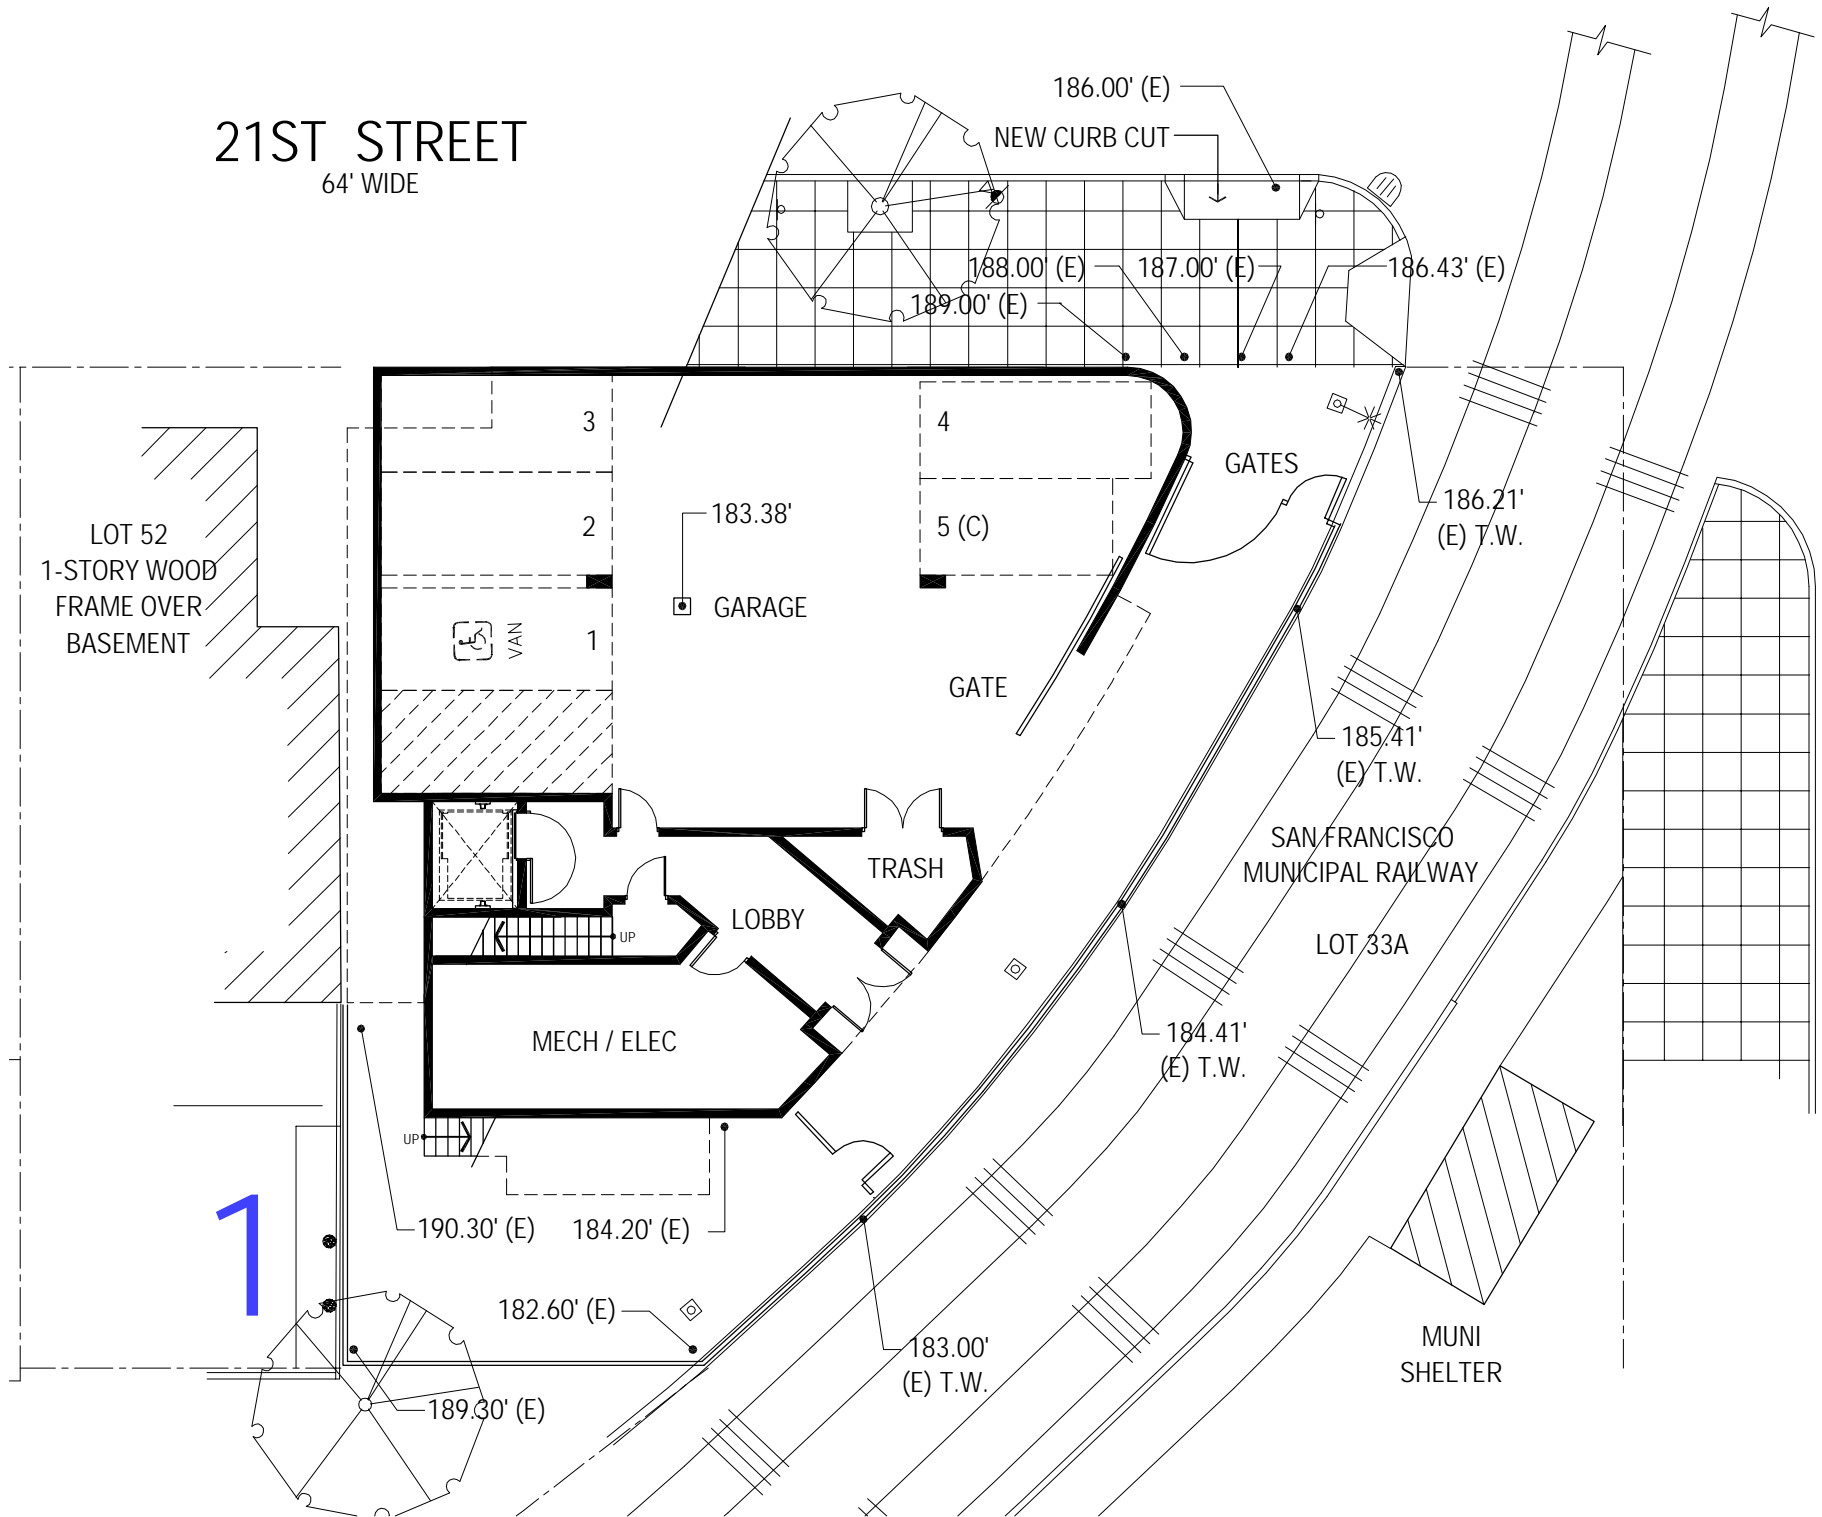 21ST STREET
64' WIDE
186.00' (E)
NEW CURB CUT
188.00' (E)
187.00' (E)
186.43' (E)
189.00' (E)
3
4
GATES
2
183.38'
5 (C)
186.21'
(E) T.W.
LOT 52
1-STORY WOOD
FRAME OVER
BASEMENT
VAN
1
GARAGE
GATE
185.41'
(E) T.W.
SAN FRANCISCO
MUNICIPAL RAILWAY
TRASH
LOBBY
UP
LOT 33A
MECH / ELEC
184.41'
(E) T.W.
UP
1
190.30' (E)
184.20' (E)
182.60' (E)
183.00'
(E) T.W.
MUNI
SHELTER
189.30' (E)